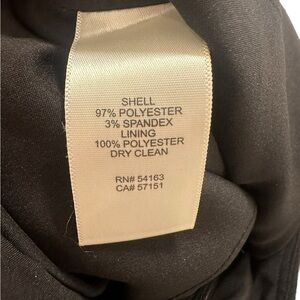 SHELL
97% POLYESTER
3% SPANDEX
LINING
100% POLYESTER
DRY CLEAN
RN# 54163
CA# 57151